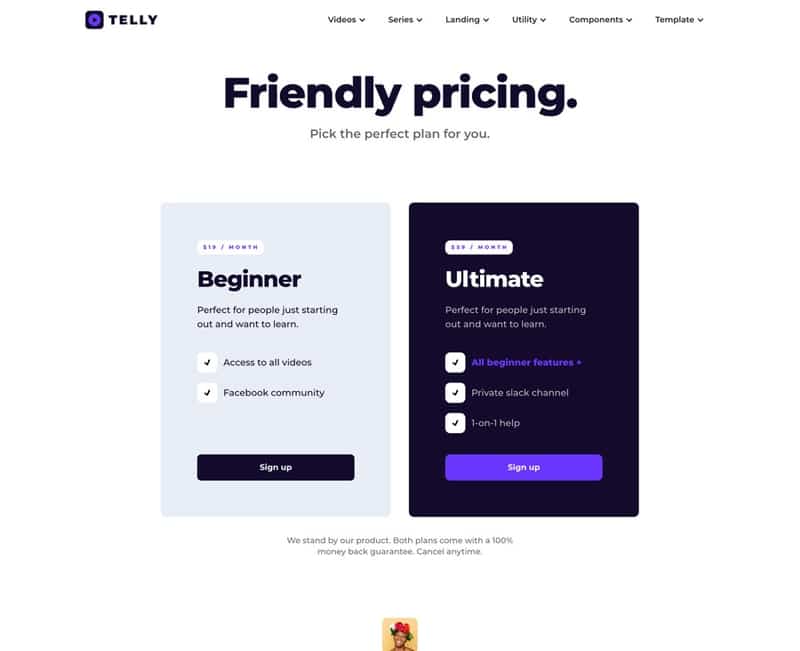 TELLY
Videos Series Landing Utility Components Template
Friendly pricing.
Pick the perfect plan for you.
$19 / MONTH
Beginner
Perfect for people just starting
out and want to learn.
Access to all videos
Facebook community
Sign up
$39 / MONTH
Ultimate
Perfect for people just starting
out and want to learn.
All beginner features +
Private slack channel
1-on-1 help
Sign up
We stand by our product. Both plans come with a 100%
money back guarantee. Cancel anytime.